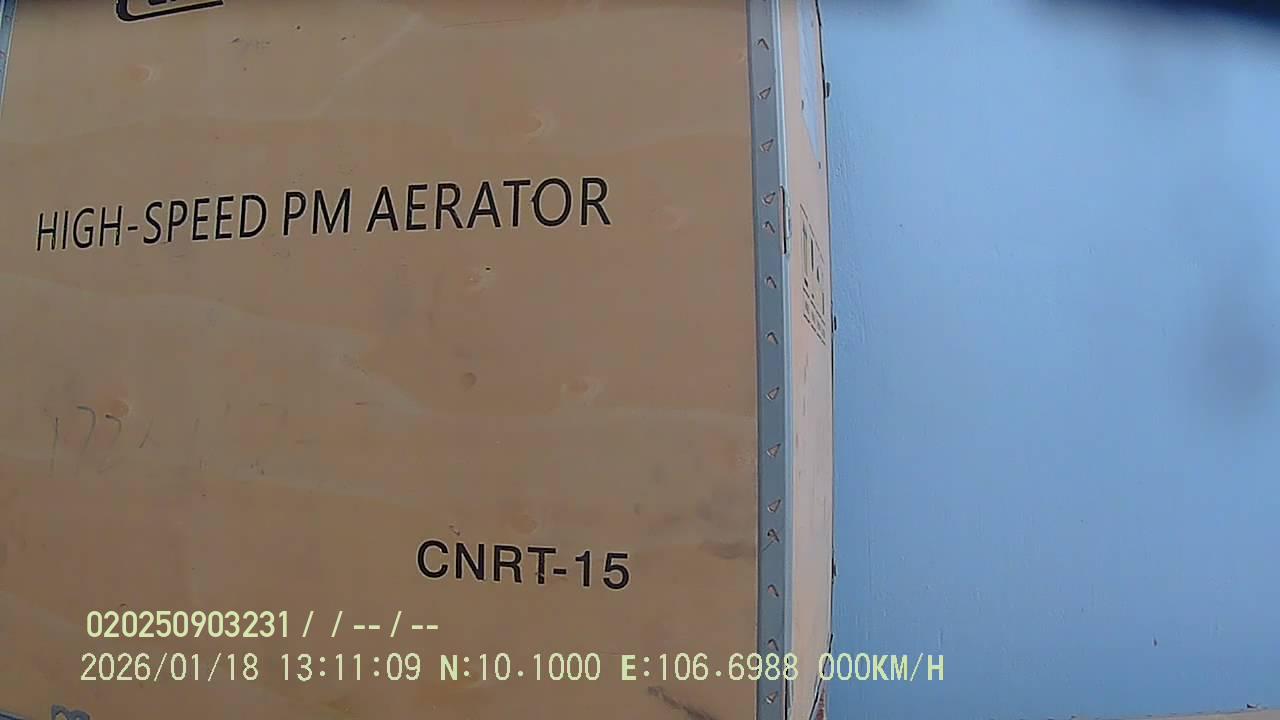 HIGH-SPEED PM AERATOR
CNRT-15
020250903231 / / -- / --
2026/01/18 13:11:09 N:10.1000 E:106.6988 000KM/H